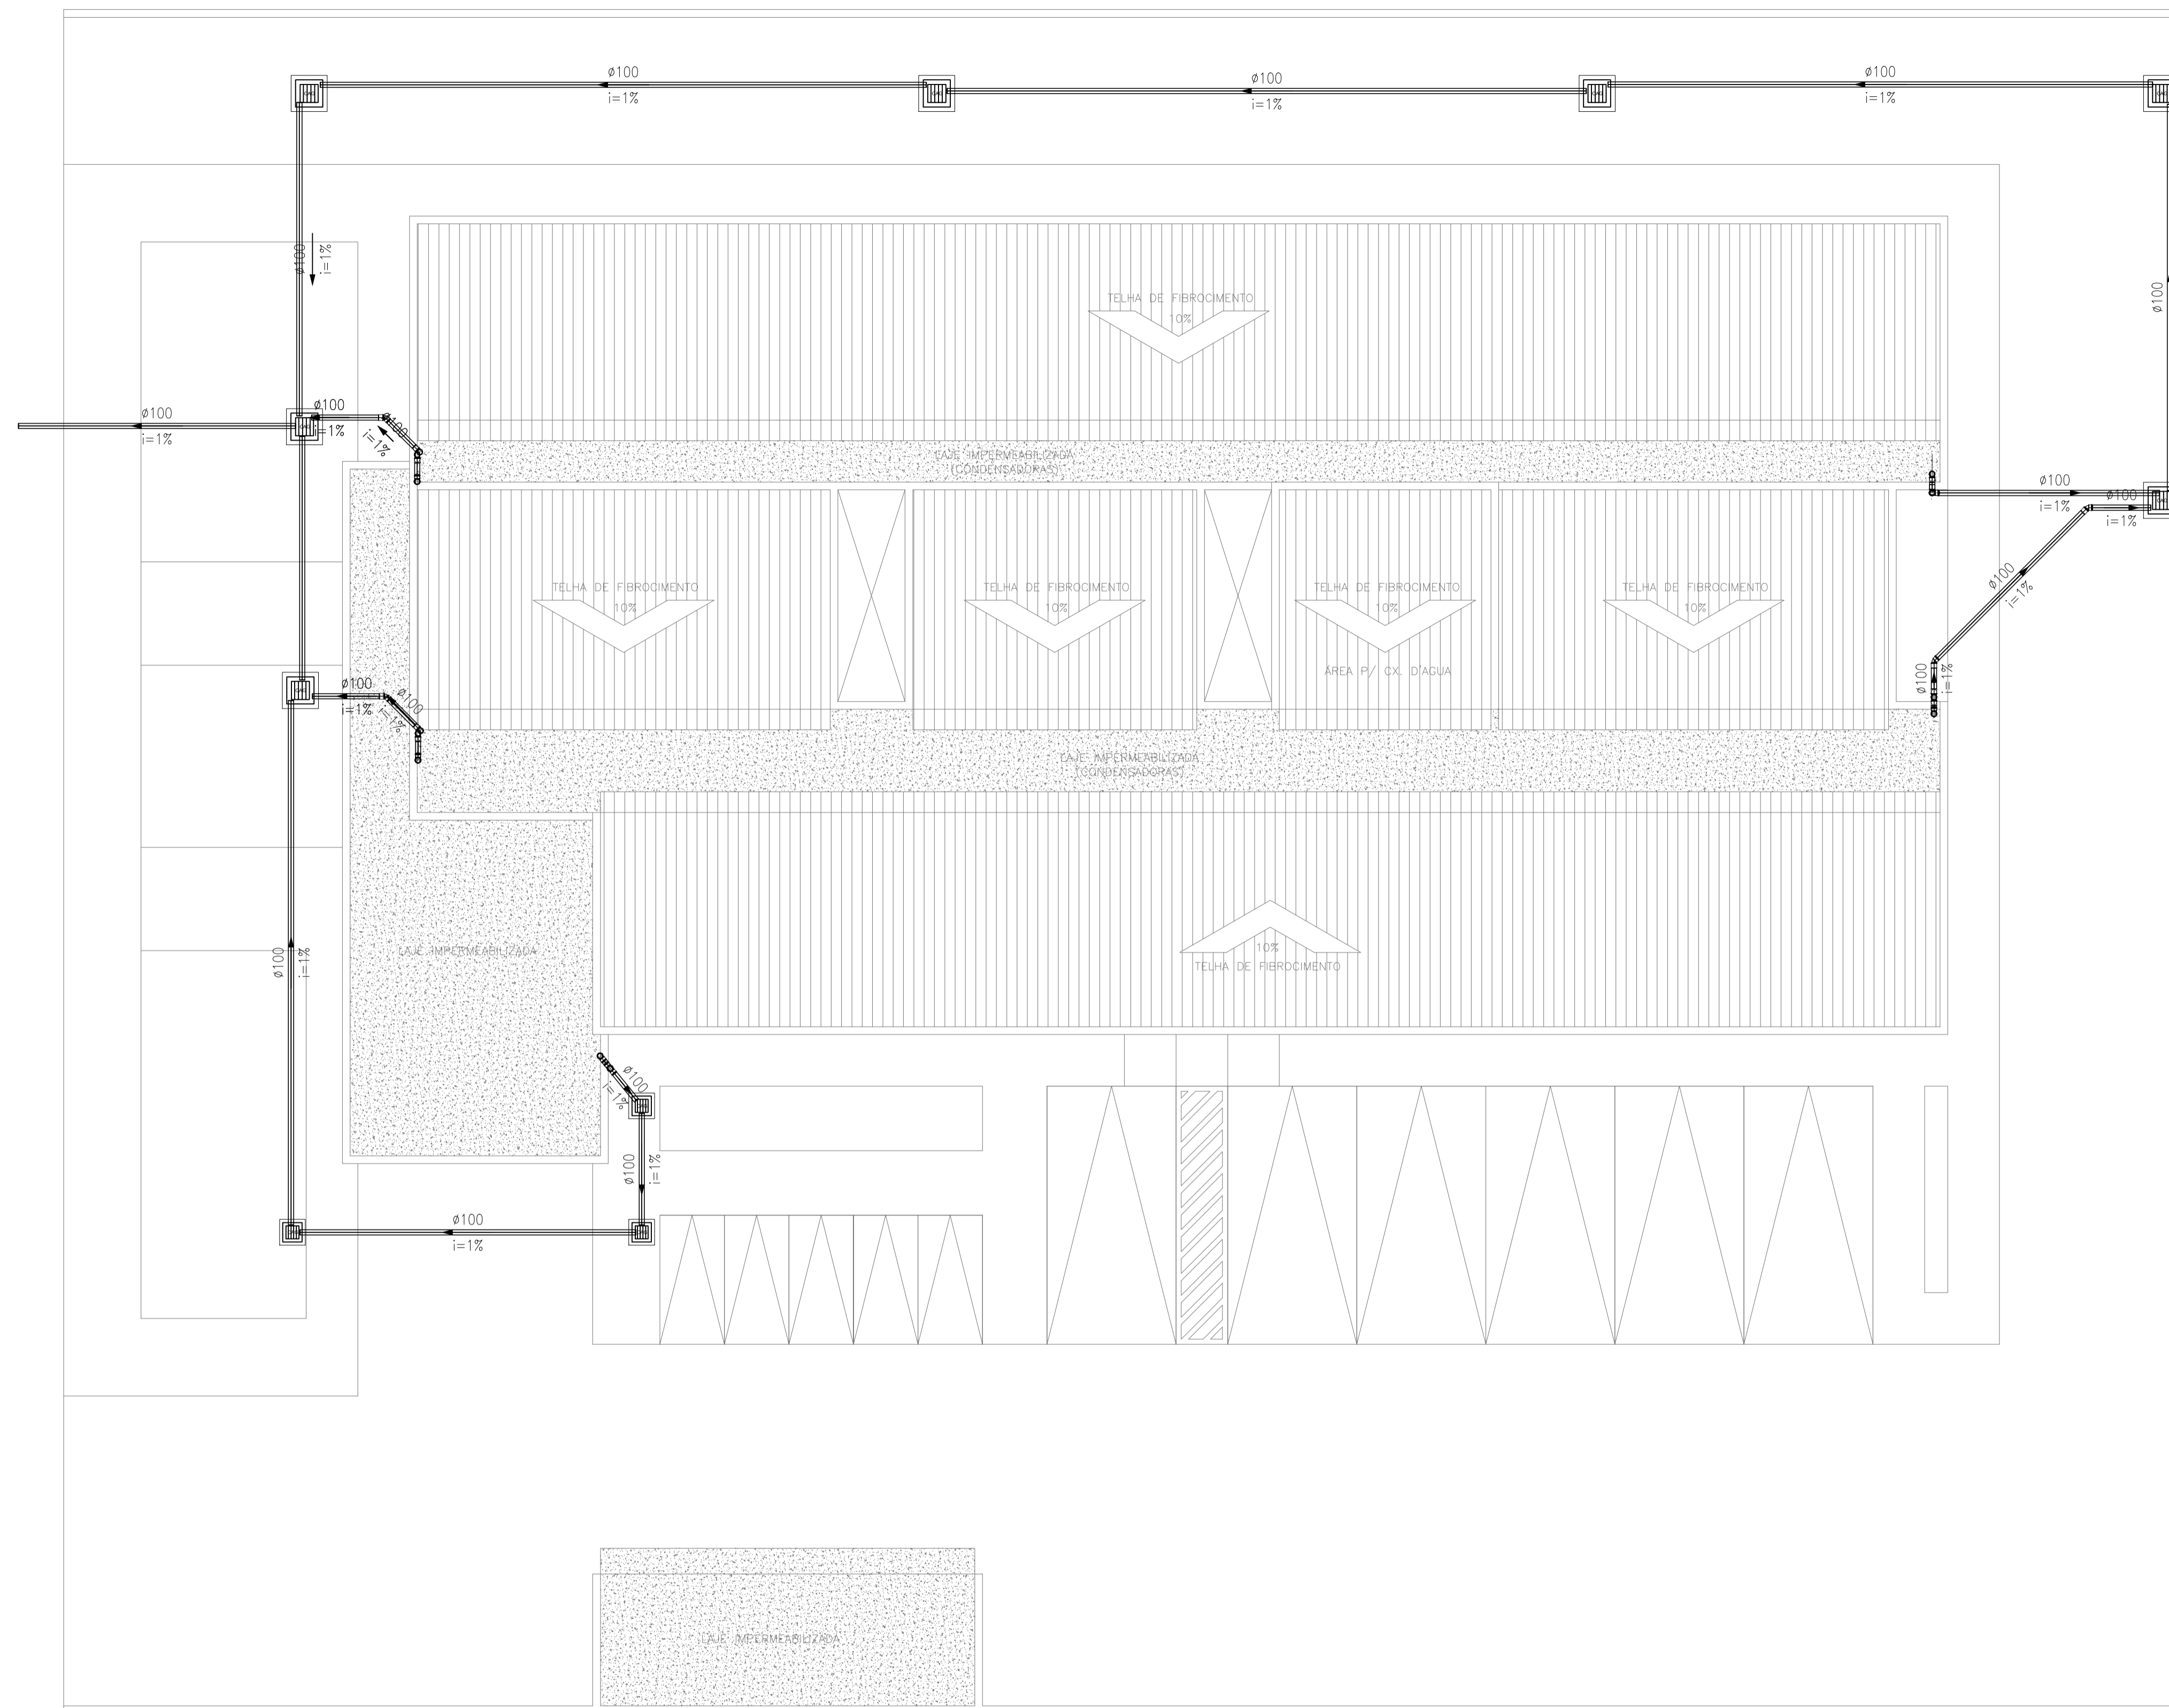 ø100
ø100
ø100
i=1%
i=1%
i=1%
ø100
i=1%
ø100
TELHA DE FIBROCIMENTO
10%
ø100
i=1%
ø100
i=1%
ø100
i=1%
LAJE IMPERMEABILIZADA
(CONDENSADORAS)
ø100
i=1%
ø100
i=1%
ø100
i=1%
TELHA DE FIBROCIMENTO
10%
TELHA DE FIBROCIMENTO
10%
TELHA DE FIBROCIMENTO
10%
ÁREA P/ CX. D'AGUA
TELHA DE FIBROCIMENTO
10%
ø100
i=1%
ø100
i=1%
ø100
i=1%
LAJE IMPERMEABILIZADA
(CONDENSADORAS)
ø100
i=1%
LAJE IMPERMEABILIZADA
10%
TELHA DE FIBROCIMENTO
ø100
i=1%
ø100
i=1%
ø100
i=1%
LAJE IMPERMEABILIZADA